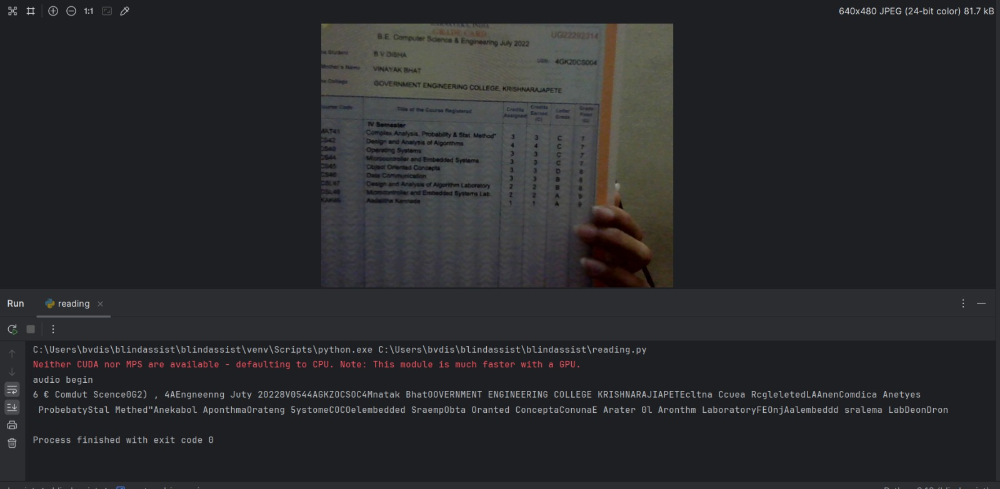 1:1
640x480 JPEG (24-bit color) 81.7 kB
KARNATAKA, INDIA
GRADE CARD
B.E. Computer Science & Engineering July 2022
UG22202314
Student
B V DISHA
USN: 4GK20CS004
Mother's Name
VINAYAK BHAT
College
GOVERNMENT ENGINEERING COLLEGE, KRISHNARAJAPETE
Course Code Title of the Course Registered Credits Assigned Credits Earned (C) Letter Grade Grade Point (G)
IV Semester
MAT41 Complex Analysis, Probability & Stat. Method" 3 3 C 7
CS42 Design and Analysis of Algorithms 4 4 C 7
CS43 Operating Systems 3 3 C 7
CS44 Microcontroller and Embedded Systems 3 3 C 7
CS45 Object Oriented Concepts 3 3
CS46 Data Communication 3 3 B 8
CSL47 Design and Analysis of Algorithm Laboratory 2 2 B 8
CSL48 Microcontroller and Embedded Systems Lab. 2 2 A 9
Kannada 1 1 A 9
Run
reading
C:\Users\bvdis\blindassist\blindassist\venv\Scripts\python.exe C:\Users\bvdis\blindassist\blindassist\reading.py
Neither CUDA nor MPS are available - defaulting to CPU. Note: This module is much faster with a GPU.
audio begin
6 € Comdut Scence0G2) , 4AEngneenng Juty 20228V0544AGKZOCSOC4Mnatak BhatOOVERNMENT ENGINEERING COLLEGE KRISHNARAJIAPETEcltna Ccuea RcgleletedLAAnenComdica Anetyes
ProbebatyStal Methed"Anekabol AponthmaOrateng 5ystomeCOCOelembedded SraempObta Oranted ConceptaConunaE Arater 0l Aronthm LaboratoryFEOnjAalembeddd sralema LabDeonDron
Process finished with exit code 0